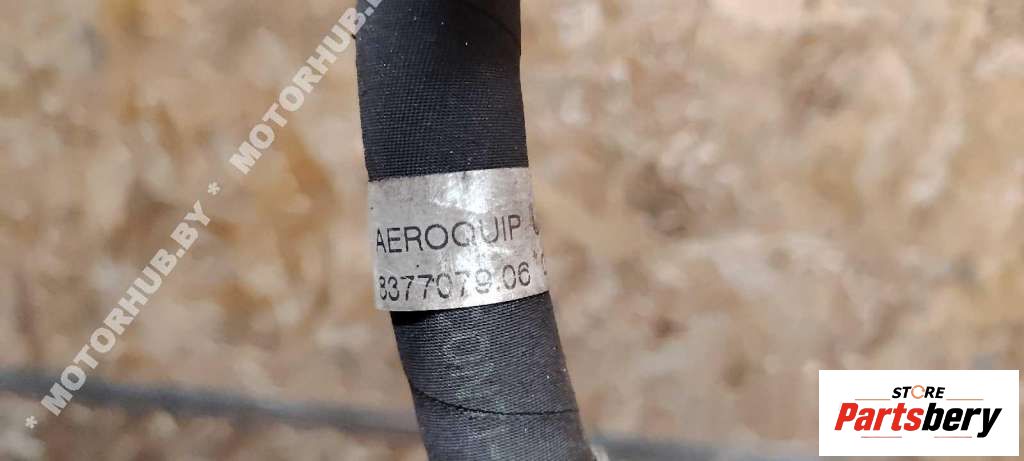 AEROQUIP
8377079.06 *
* MOTORHUB.BY * MOTORHUB.BY
STORE
Partsbery